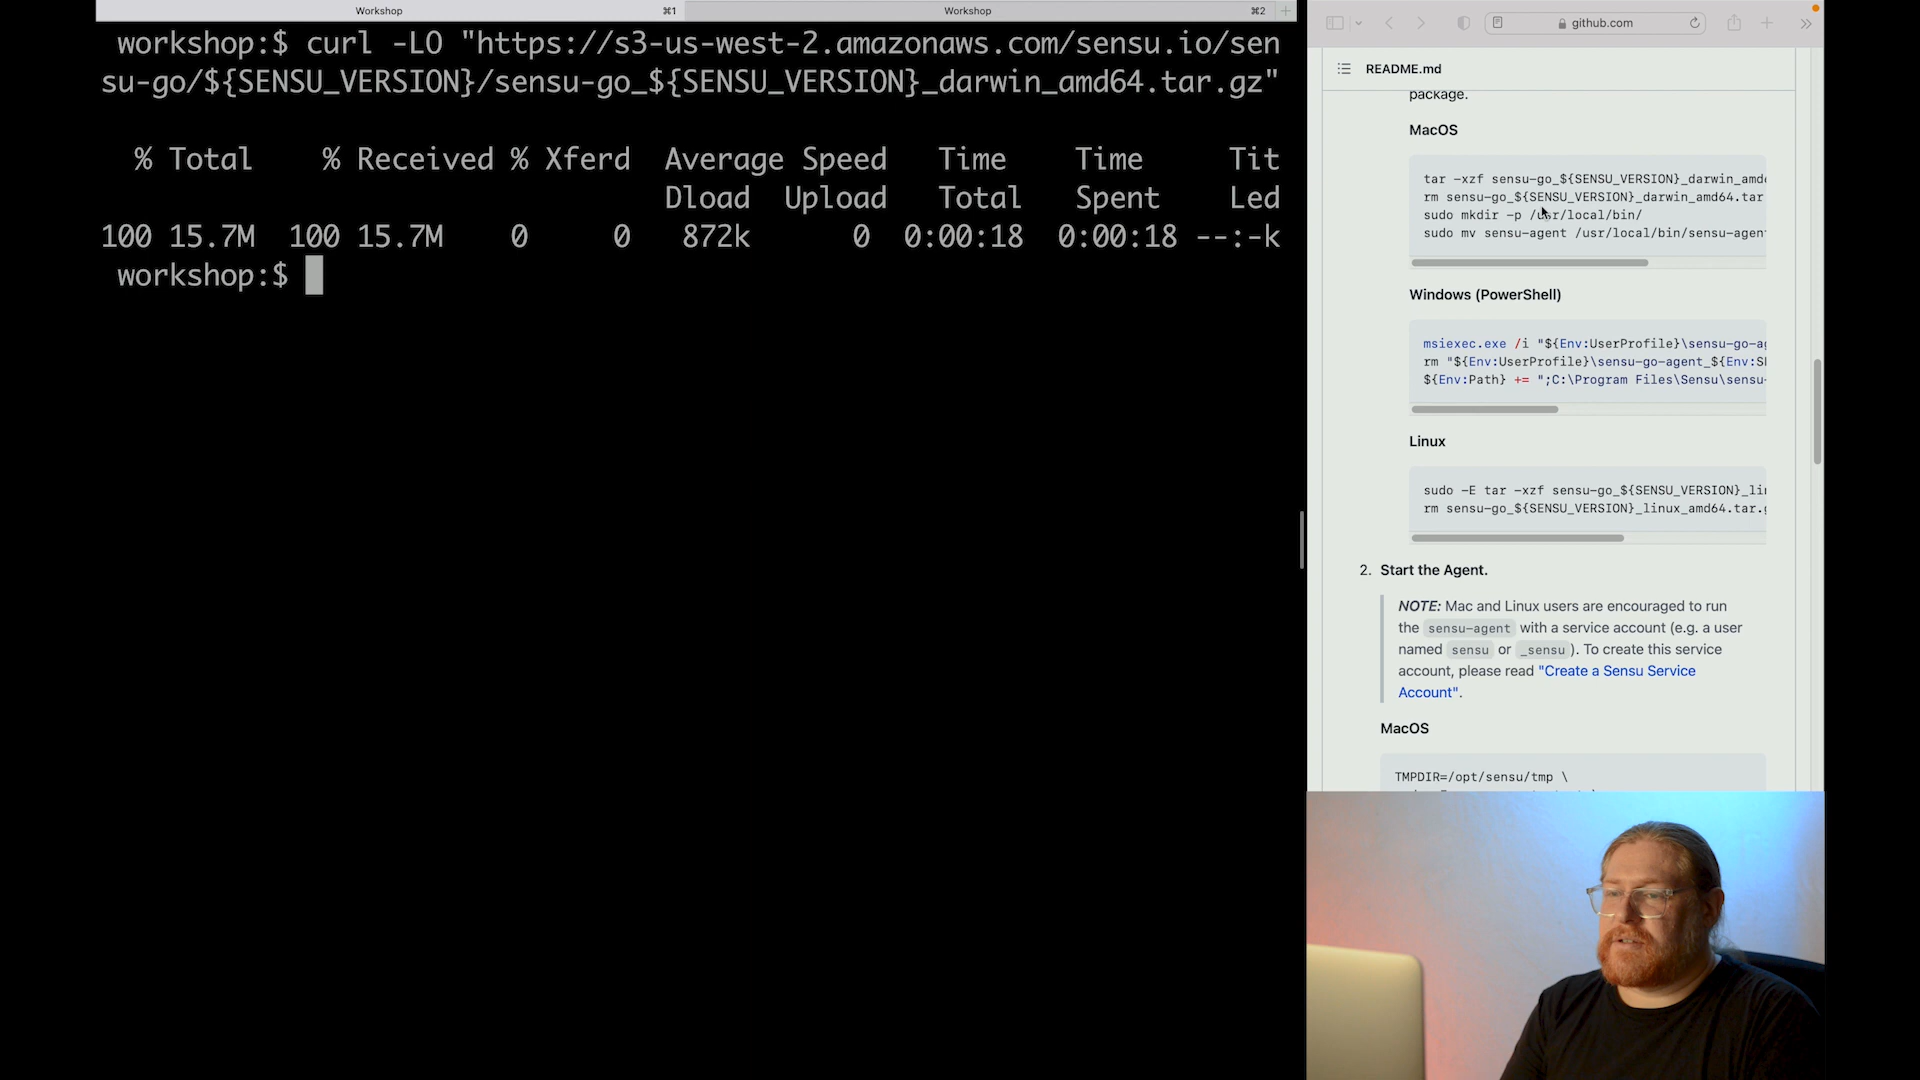 Workshop ⌘1
Workshop ⌘2
workshop:$ curl -LO "https://s3-us-west-2.amazonaws.com/sensu.io/sen
su-go/${SENSU_VERSION}/sensu-go_${SENSU_VERSION}_darwin_amd64.tar.gz"
% Total % Received % Xferd Average Speed Time Time Tit
Dload Upload Total Spent Led
100 15.7M 100 15.7M 0 0 872k 0 0:00:18 0:00:18 --:-k
workshop:$
github.com
README.md
package.
MacOS
tar -xzf sensu-go_${SENSU_VERSION}_darwin_amd
rm sensu-go_${SENSU_VERSION}_darwin_amd64.tar
sudo mkdir -p /usr/local/bin/
sudo mv sensu-agent /usr/local/bin/sensu-agen
Windows (PowerShell)
msiexec.exe /i "${Env:UserProfile}\sensu-go-a
rm "${Env:UserProfile}\sensu-go-agent_${Env:S
${Env:Path} += ";C:\Program Files\Sensu\sensu-
Linux
sudo -E tar -xzf sensu-go_${SENSU_VERSION}_li
rm sensu-go_${SENSU_VERSION}_linux_amd64.tar.
2. Start the Agent.
NOTE: Mac and Linux users are encouraged to run
the sensu-agent with a service account (e.g. a user
named sensu or _sensu). To create this service
account, please read "Create a Sensu Service
Account".
MacOS
TMPDIR=/opt/sensu/tmp \